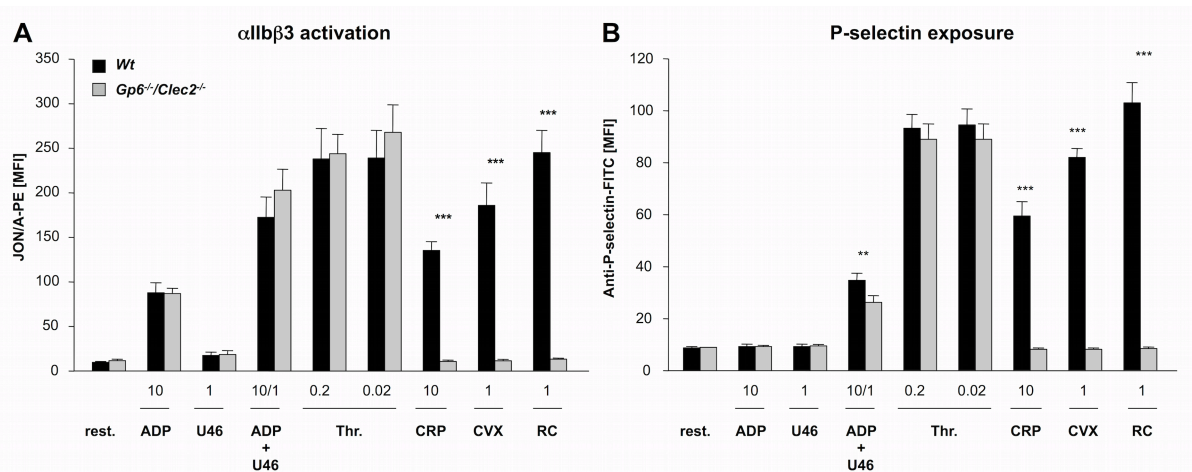 A
αIIbβ3 activation
JON/A-PE [MFI]
350
300
250
200
150
100
50
0
Wt
Gp6-/-/Clec2-/-
***
***
***
10
1
10/1
0.2
0.02
10
1
1
rest.
ADP
U46
ADP
+
U46
Thr.
CRP
CVX
RC
B
P-selectin exposure
Anti-P-selectin-FITC [MFI]
120
100
80
60
40
20
0
**
***
***
***
10
1
10/1
0.2
0.02
10
1
1
rest.
ADP
U46
ADP
+
U46
Thr.
CRP
CVX
RC